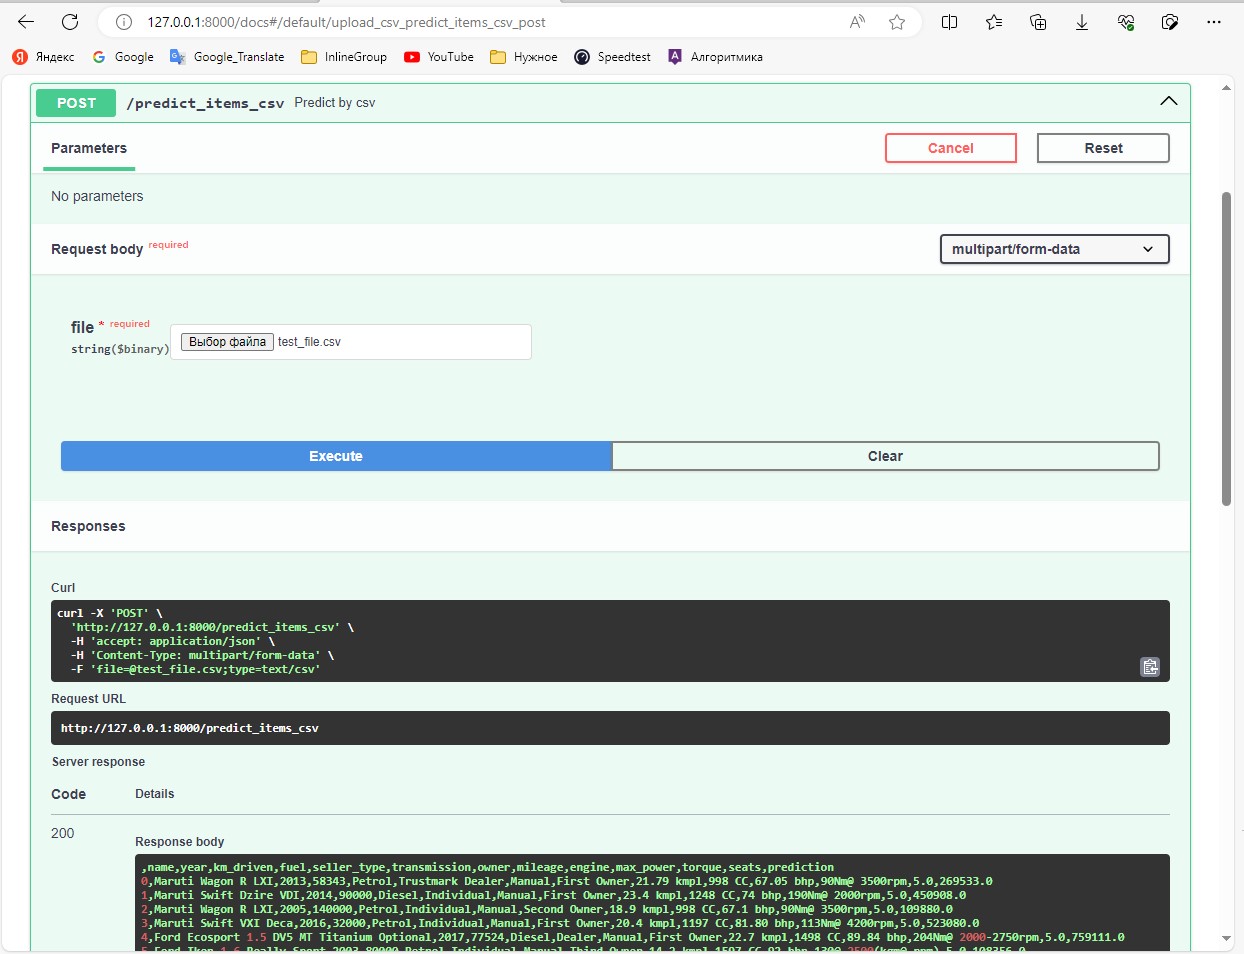 127.0.0.1:8000/docs#/default/upload_csv_predict_items_csv_post
Яндекс Google Google_Translate InlineGroup YouTube Нужное Speedtest Алгоритмика
POST /predict_items_csv Predict by csv
Parameters Cancel Reset
No parameters
Request body required multipart/form-data
file * required
string($binary) Выбор файла test_file.csv
Execute Clear
Responses
Curl
curl -X 'POST' \
'http://127.0.0.1:8000/predict_items_csv' \
-H 'accept: application/json' \
-H 'Content-Type: multipart/form-data' \
-F 'file=@test_file.csv;type=text/csv'
Request URL
http://127.0.0.1:8000/predict_items_csv
Server response
Code Details
200
Response body
,name,year,km_driven,fuel,seller_type,transmission,owner,mileage,engine,max_power,torque,seats,prediction
0,Maruti Wagon R LXI,2013,58343,Petrol,Trustmark Dealer,Manual,First Owner,21.79 kmpl,998 CC,67.05 bhp,90Nm@ 3500rpm,5.0,269533.0
1,Maruti Swift Dzire VDI,2014,90000,Diesel,Individual,Manual,First Owner,23.4 kmpl,1248 CC,74 bhp,190Nm@ 2000rpm,5.0,450908.0
2,Maruti Wagon R LXI,2005,140000,Petrol,Individual,Manual,Second Owner,18.9 kmpl,998 CC,67.1 bhp,90Nm@ 3500rpm,5.0,109880.0
3,Maruti Swift VXI Deca,2016,32000,Petrol,Individual,Manual,First Owner,20.4 kmpl,1197 CC,81.80 bhp,113Nm@ 4200rpm,5.0,523080.0
4,Ford Ecosport 1.5 DV5 MT Titanium Optional,2017,77524,Diesel,Dealer,Manual,First Owner,22.7 kmpl,1498 CC,89.84 bhp,204Nm@ 2000-2750rpm,5.0,759111.0